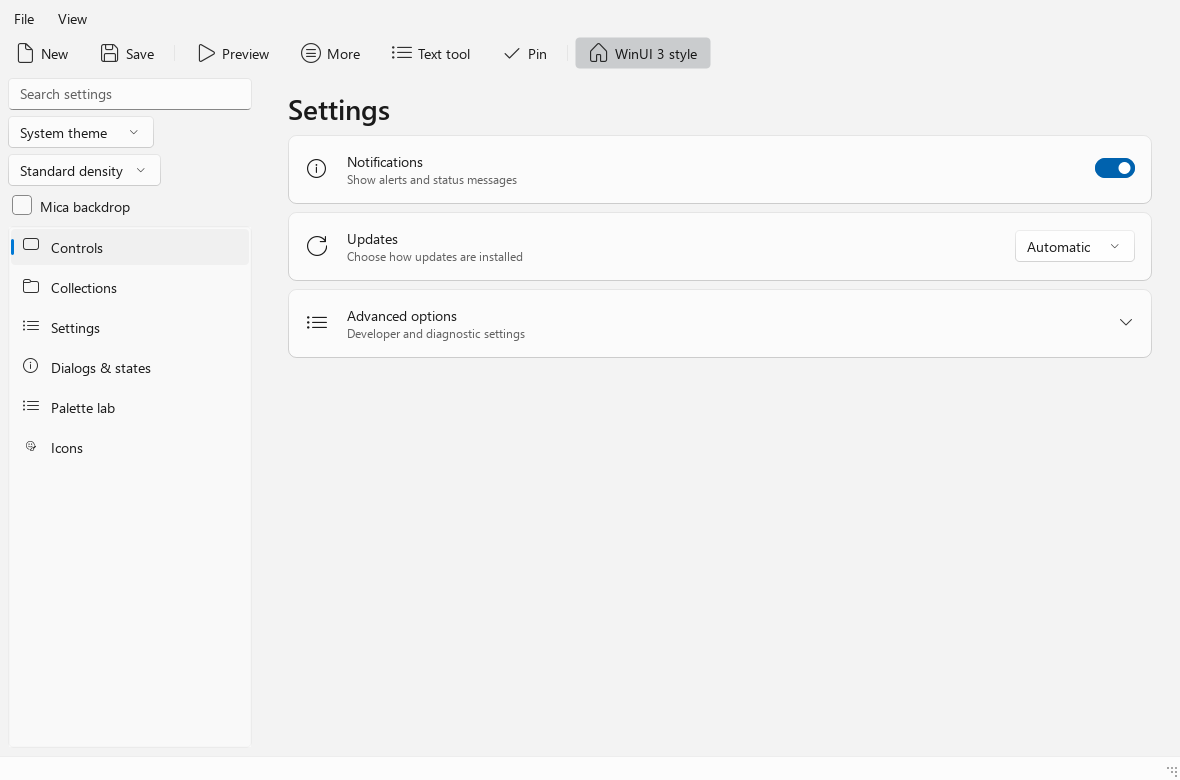 File View
New Save Preview More Text tool Pin WinUI 3 style
Search settings
System theme
Standard density
Mica backdrop
Controls
Collections
Settings
Dialogs & states
Palette lab
Icons
Settings
Notifications
Show alerts and status messages
Updates
Choose how updates are installed
Automatic
Advanced options
Developer and diagnostic settings